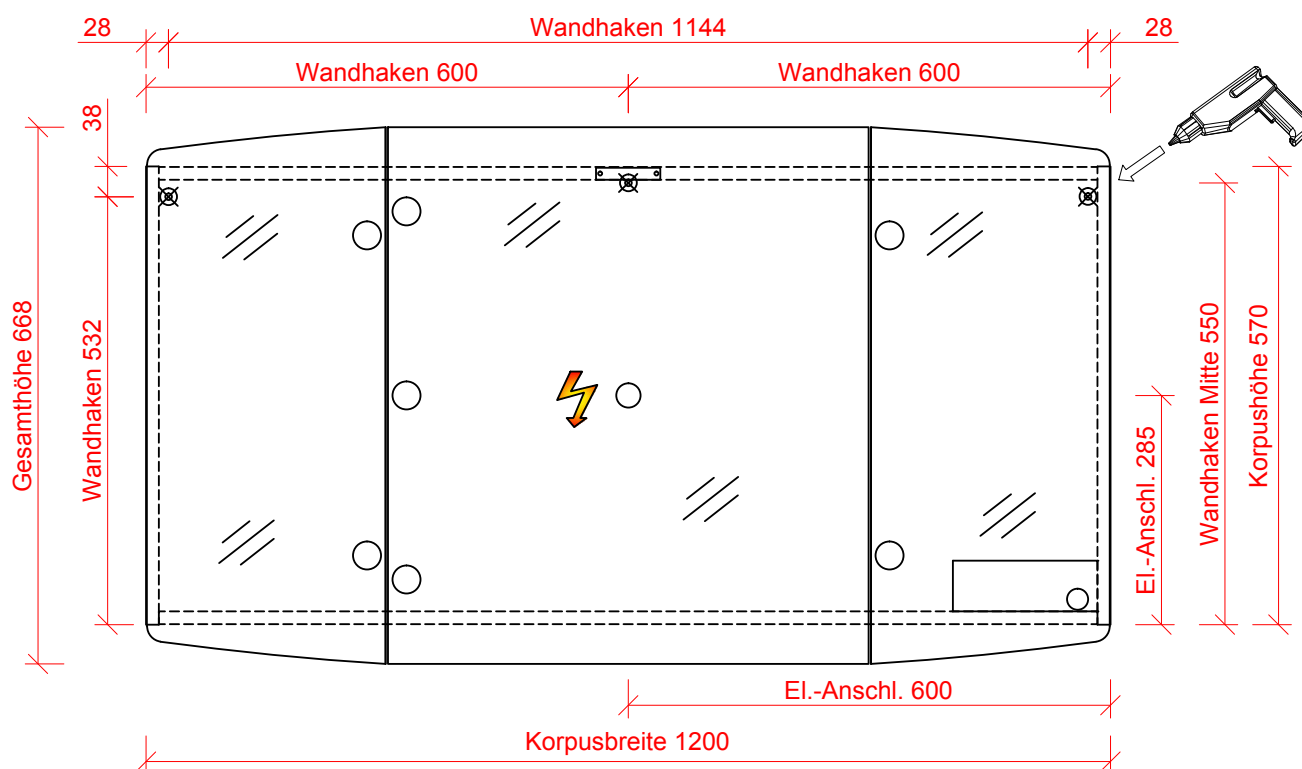 28
Wandhaken 1144
28
Wandhaken 600
Wandhaken 600
38
Gesamthöhe 668
Wandhaken 532
Wandhaken Mitte 550
Korpushöhe 570
El.-Anschl. 285
El.-Anschl. 600
Korpusbreite 1200